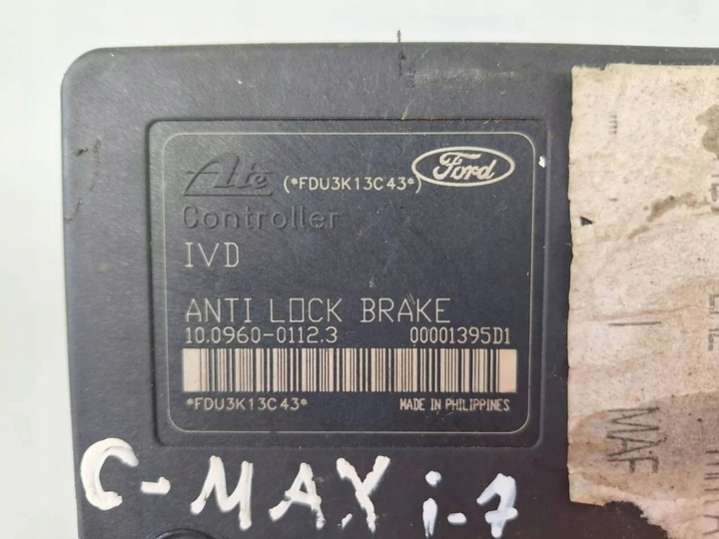 Ate (*FDU3K13C43*) Ford
Controller
IVD
ANTI LOCK BRAKE
10.0960-0112.3 00001395D1
*FDU3K13C43* MADE IN PHILIPPINES
C-MAX i-7
MAF